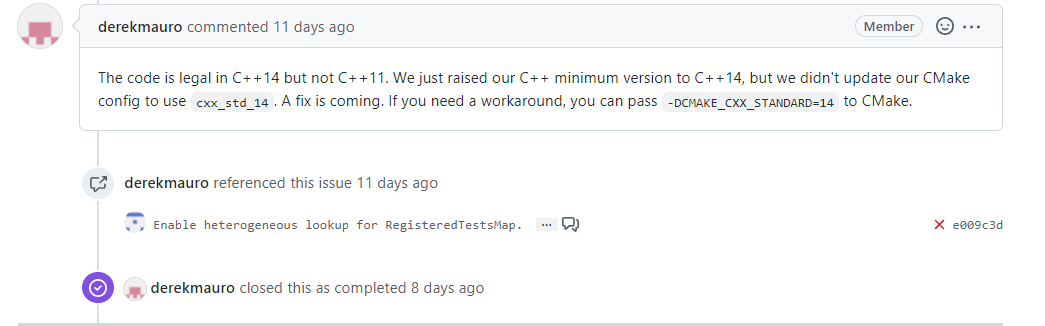 derekmauro commented 11 days ago Member ...
The code is legal in C++14 but not C++11. We just raised our C++ minimum version to C++14, but we didn't update our CMake
config to use cxx_std_14. A fix is coming. If you need a workaround, you can pass -DCMAKE_CXX_STANDARD=14 to CMake.
derekmauro referenced this issue 11 days ago
Enable heterogeneous lookup for RegisteredTestsMap. ... e009c3d
derekmauro closed this as completed 8 days ago